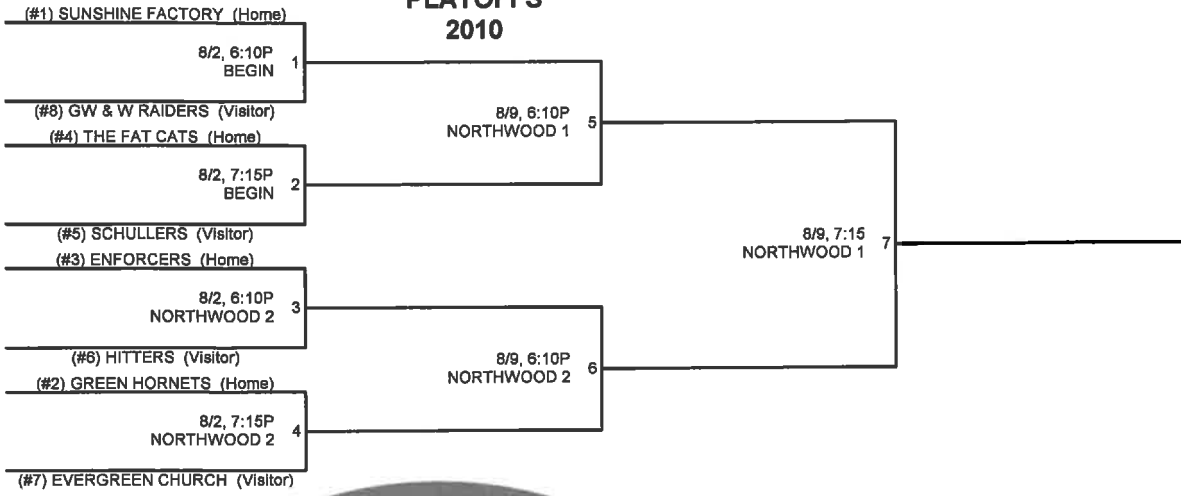 PLAYOFFS
2010
(#1) SUNSHINE FACTORY (Home)
8/2, 6:10P
BEGIN
1
(#8) GW & W RAIDERS (Visitor)
(#4) THE FAT CATS (Home)
8/2, 7:15P
BEGIN
2
(#5) SCHULLERS (Visitor)
(#3) ENFORCERS (Home)
8/2, 6:10P
NORTHWOOD 2
3
(#6) HITTERS (Visitor)
(#2) GREEN HORNETS (Home)
8/2, 7:15P
NORTHWOOD 2
4
(#7) EVERGREEN CHURCH (Visitor)
8/9, 6:10P
NORTHWOOD 1
5
8/9, 6:10P
NORTHWOOD 2
6
8/9, 7:15
NORTHWOOD 1
7